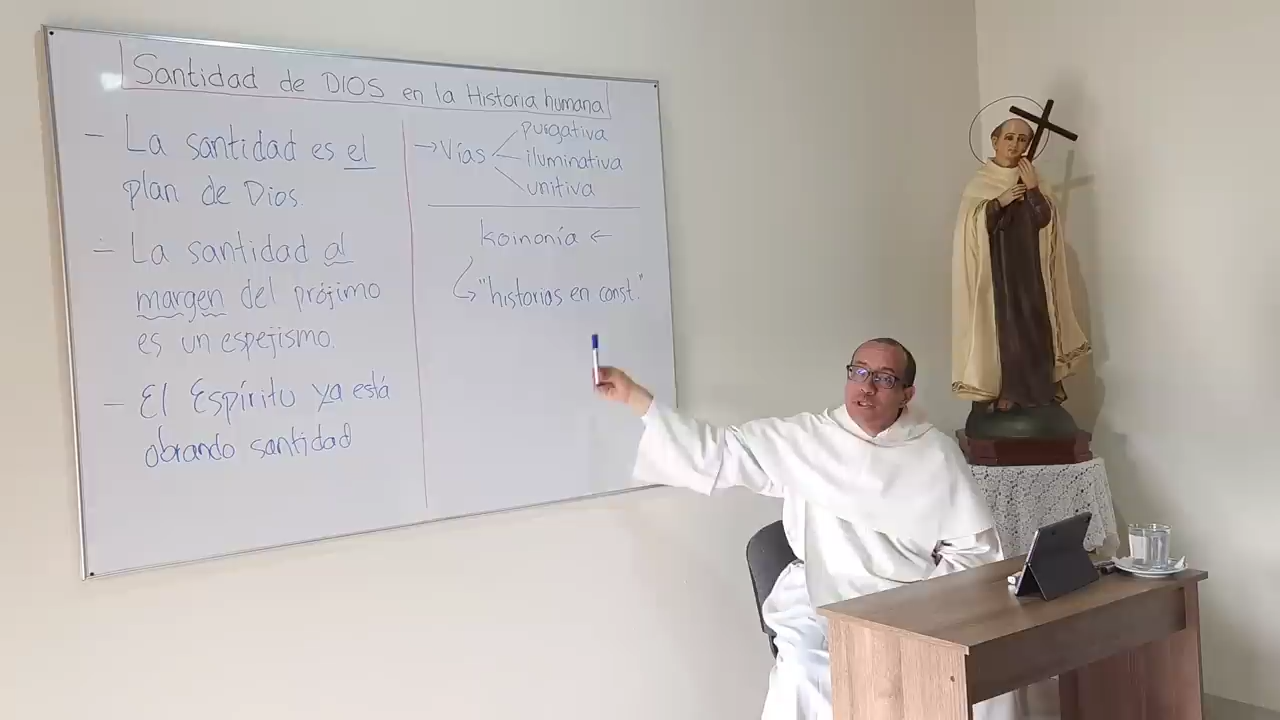 Santidad de DIOS en la Historia humana
- La santidad es el
plan de Dios.
- La santidad al
margen del prójimo
es un espejismo.
- El Espíritu ya está
obrando santidad
→ Vías
purgativa
iluminativa
unitiva
koinonía ←
"historias en const."